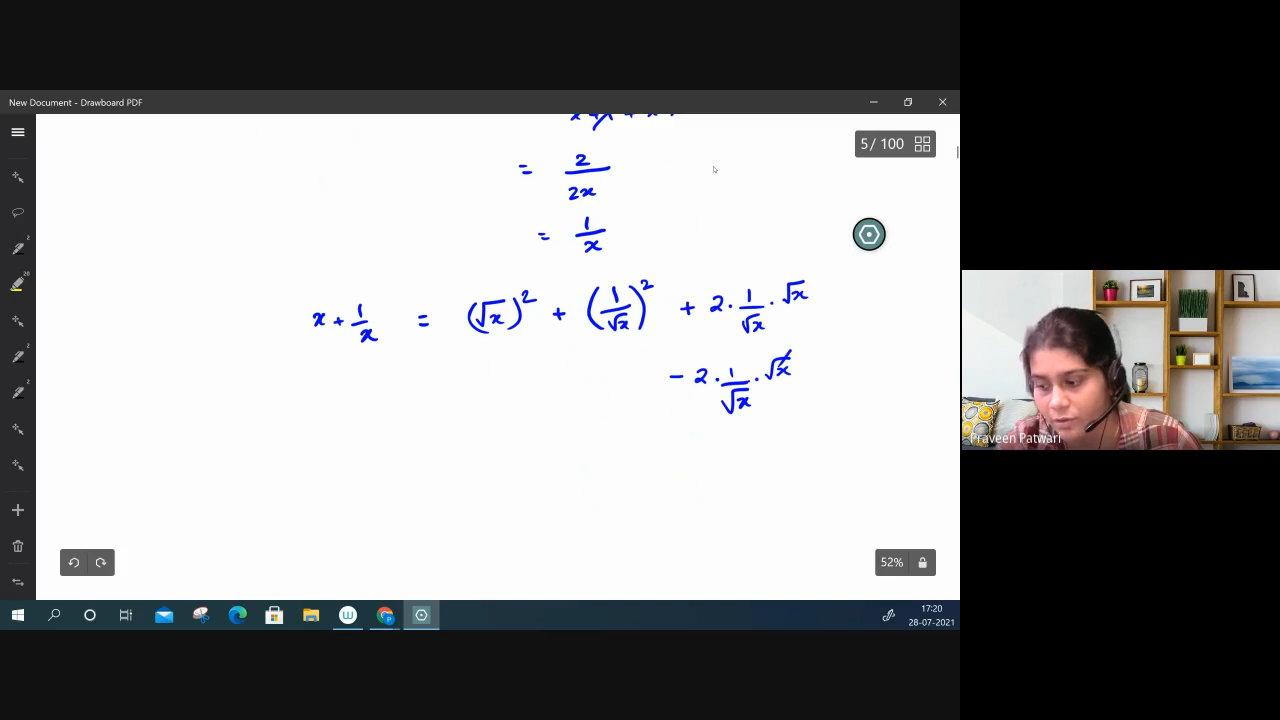 New Document - Drawboard PDF
5 / 100
= 2/2x
= 1/x
x + 1/x = (√x)² + (1/√x)² + 2 · 1/√x · √x
− 2 · 1/√x · √x
Praveen Patwari
52%
17:20
28-07-2021